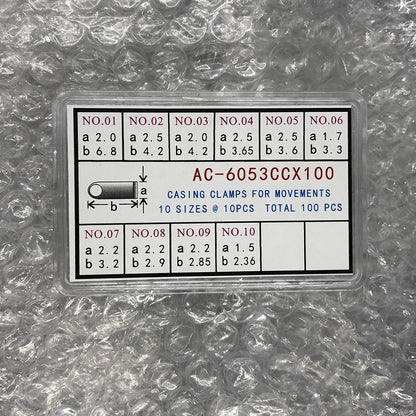 NO.01 NO.02 NO.03 NO.04 NO.05 NO.06
a 2.0 a 2.5 a 2.0 a 2.5 a 2.5 a 1.7
b 6.8 b 4.2 b 4.2 b 3.65 b 3.6 b 3.3
AC-6053CCX100
a
CASING CLAMPS FOR MOVEMENTS
b
10 SIZES @ 10PCS TOTAL 100 PCS
NO.07 NO.08 NO.09 NO.10
a 2.2 a 2.2 a 2.2 a 1.5
b 3.2 b 2.9 b 2.85 b 2.36